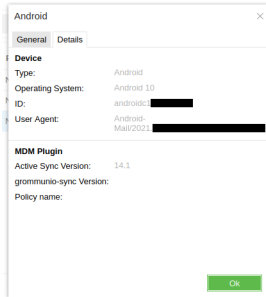 Android
General Details
Device
Type: Android
Operating System: Android 10
ID: androidc1
User Agent: Android-
Mail/2021.
MDM Plugin
Active Sync Version: 14.1
grommunio-sync Version:
Policy name:
Ok